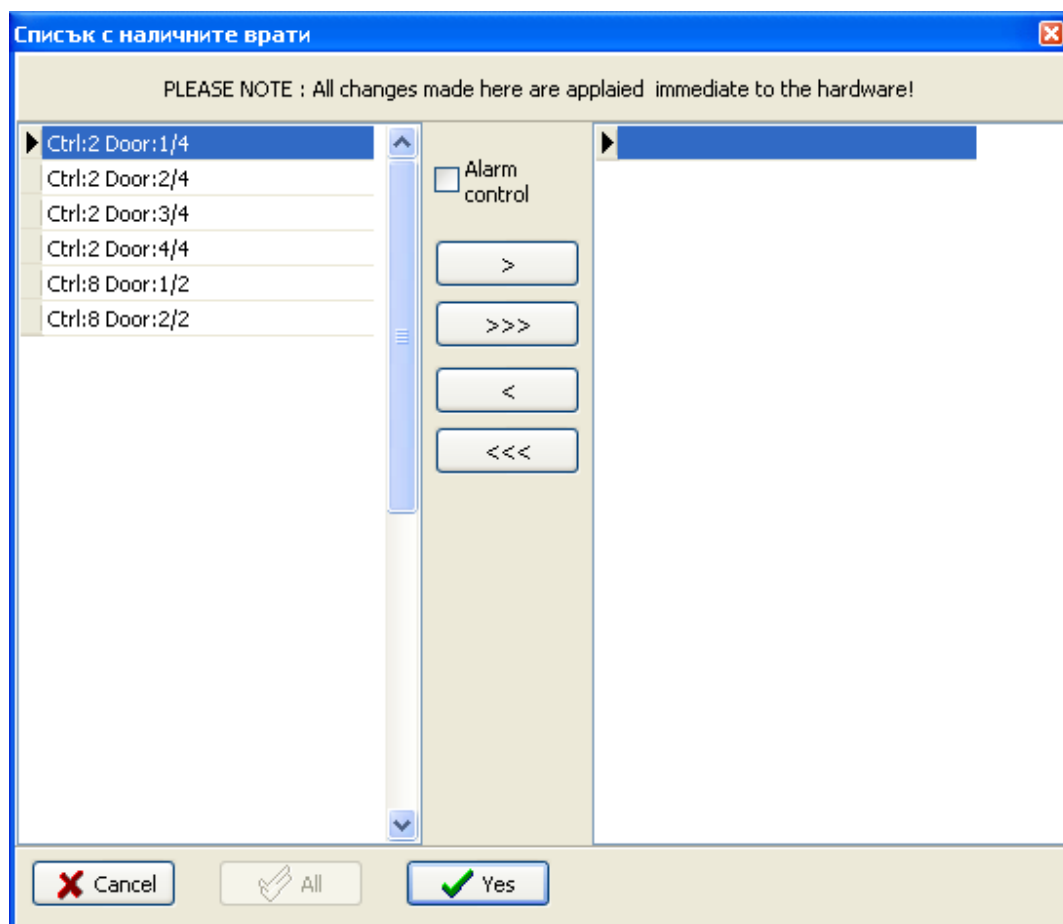 Списък с наличните врати
PLEASE NOTE : All changes made here are applaied immediate to the hardware!
Ctrl:2 Door:1/4
Ctrl:2 Door:2/4
Ctrl:2 Door:3/4
Ctrl:2 Door:4/4
Ctrl:8 Door:1/2
Ctrl:8 Door:2/2
Alarm
control
>
>>>
<
<<<
Cancel
All
Yes